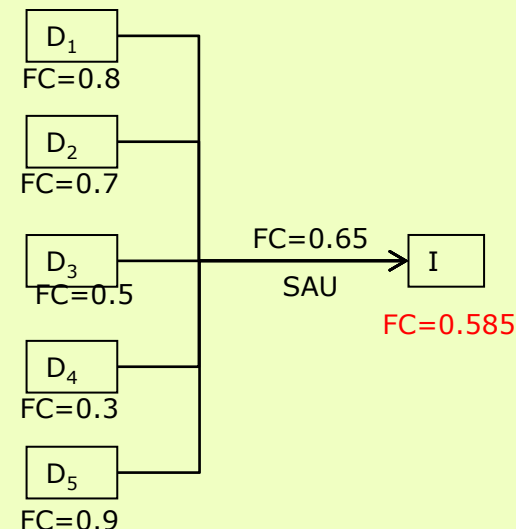 D₁
FC=0.8
D₂
FC=0.7
D₃
FC=0.5
D₄
FC=0.3
D₅
FC=0.9
FC=0.65
SAU
I
FC=0.585